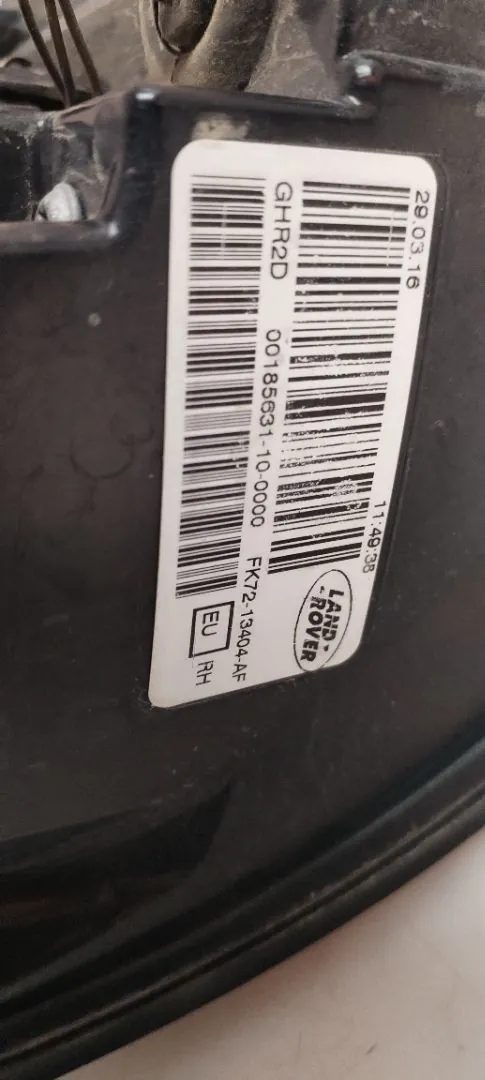 29.03.16 11:49:38
LAND-
-ROVER
GHR2D 00185631-10-0000 FK72-13404-AF
EU RH